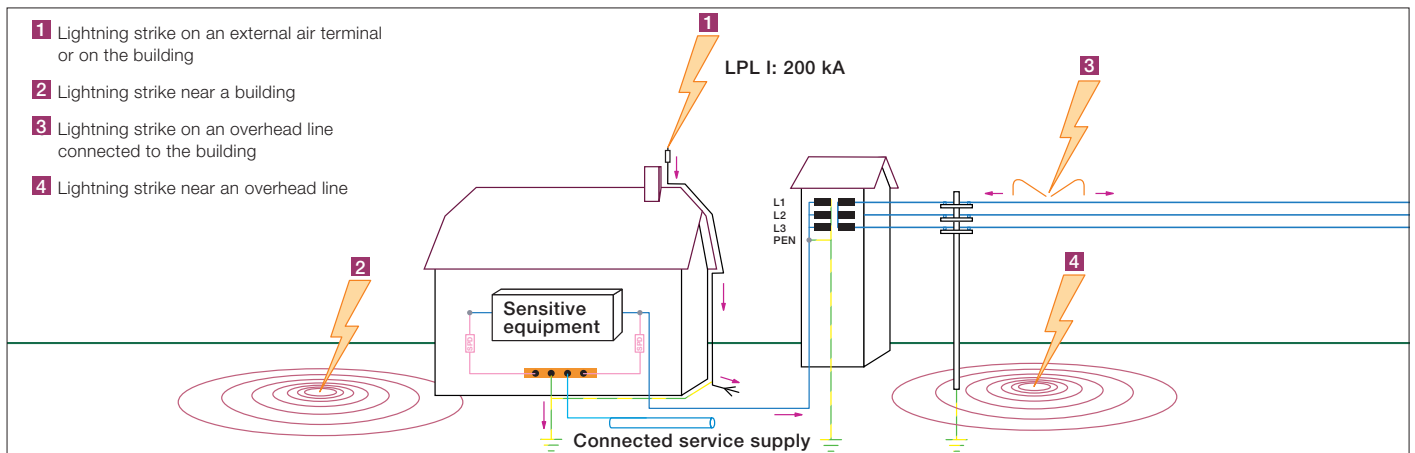 1 Lightning strike on an external air terminal
or on the building
2 Lightning strike near a building
3 Lightning strike on an overhead line
connected to the building
4 Lightning strike near an overhead line
1
LPL I: 200 kA
3
L1
L2
L3
PEN
2
4
Sensitive
equipment
SPD
SPD
Connected service supply